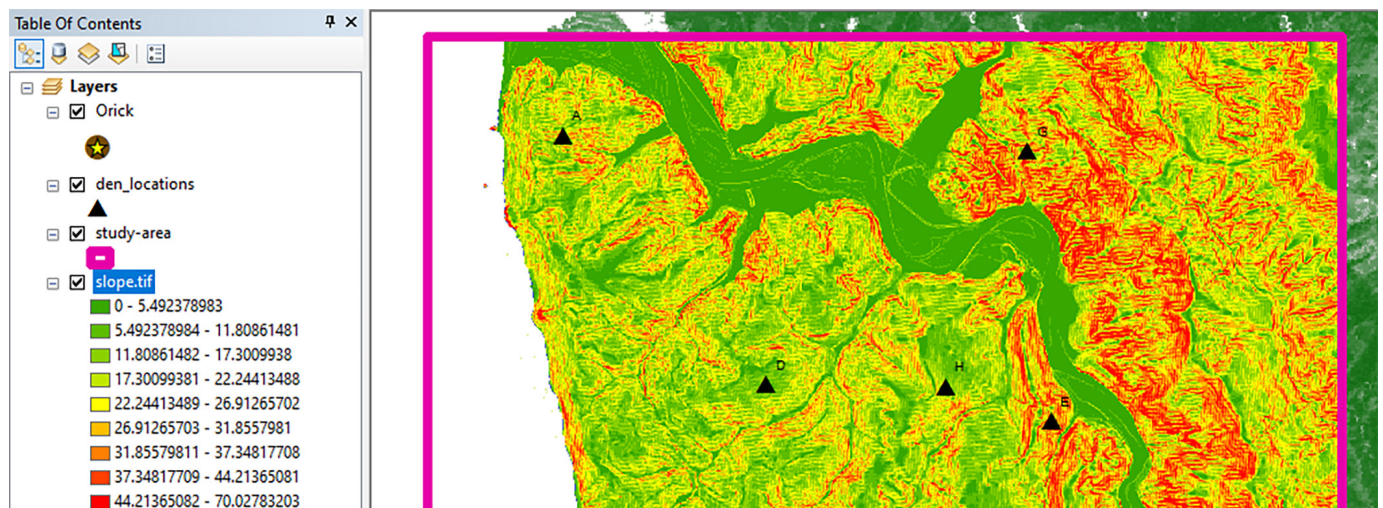 Table Of Contents
Layers
Orick
den_locations
study-area
slope.tif
0 - 5.492378983
5.492378984 - 11.80861481
11.80861482 - 17.3009938
17.30099381 - 22.24413488
22.24413489 - 26.91265702
26.91265703 - 31.8557981
31.85579811 - 37.34817708
37.34817709 - 44.21365081
44.21365082 - 70.02783203
A
G
D
H
E